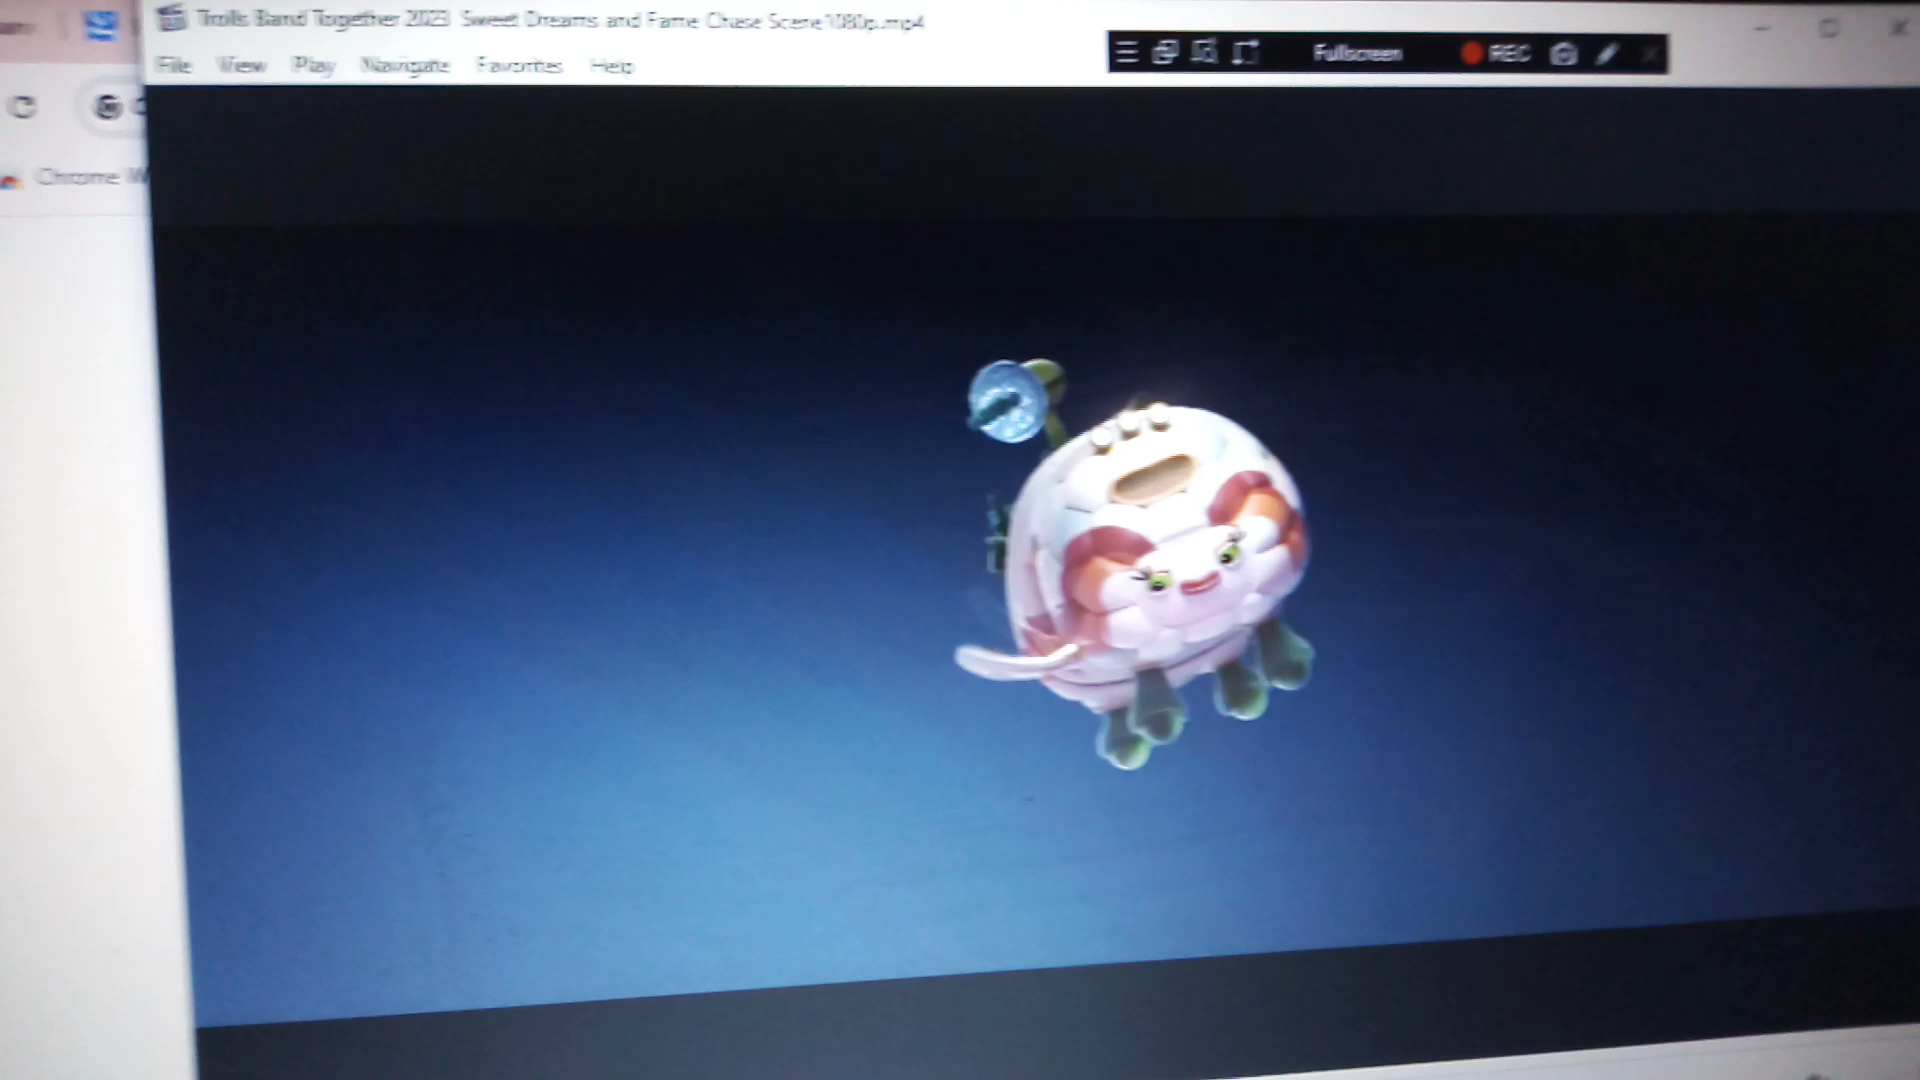 Trolls Band Together 2023 Sweet Dreams and Fame Chase Scene 1080p.mp4
File View Play Navigate Favorites Help
Fullscreen REC
Chrome W